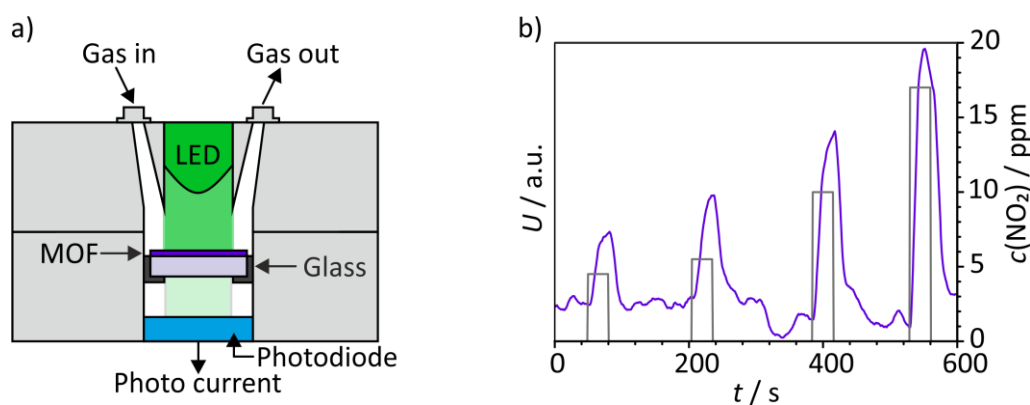 a)
Gas in
Gas out
LED
MOF
Glass
Photodiode
Photo current
b)
U / a.u.
20
15
10
5
0
c(NO₂) / ppm
0
200
400
600
t / s